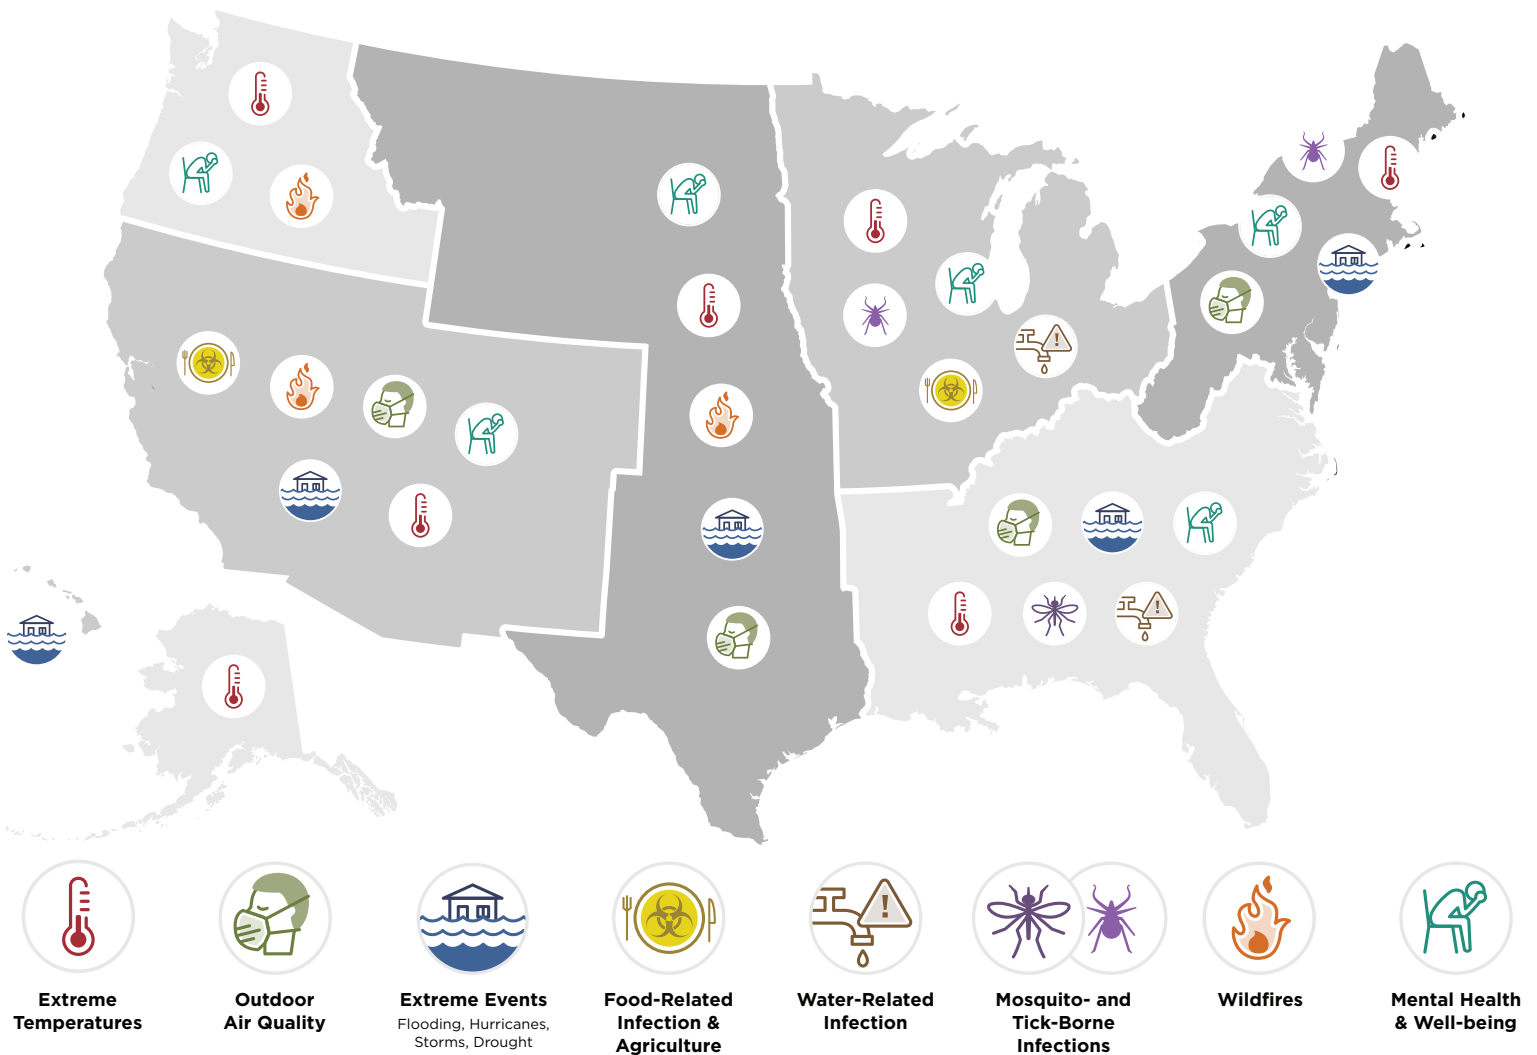 Extreme
Temperatures
Outdoor
Air Quality
Extreme Events
Flooding, Hurricanes,
Storms, Drought
Food-Related
Infection &
Agriculture
Water-Related
Infection
Mosquito- and
Tick-Borne
Infections
Wildfires
Mental Health
& Well-being